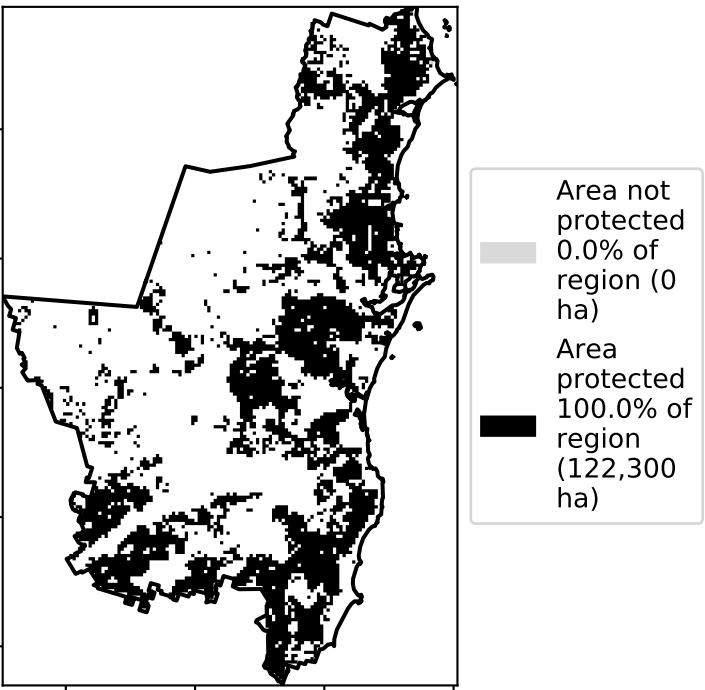 Area not
protected
0.0% of
region (0
ha)
Area
protected
100.0% of
region
(122,300
ha)